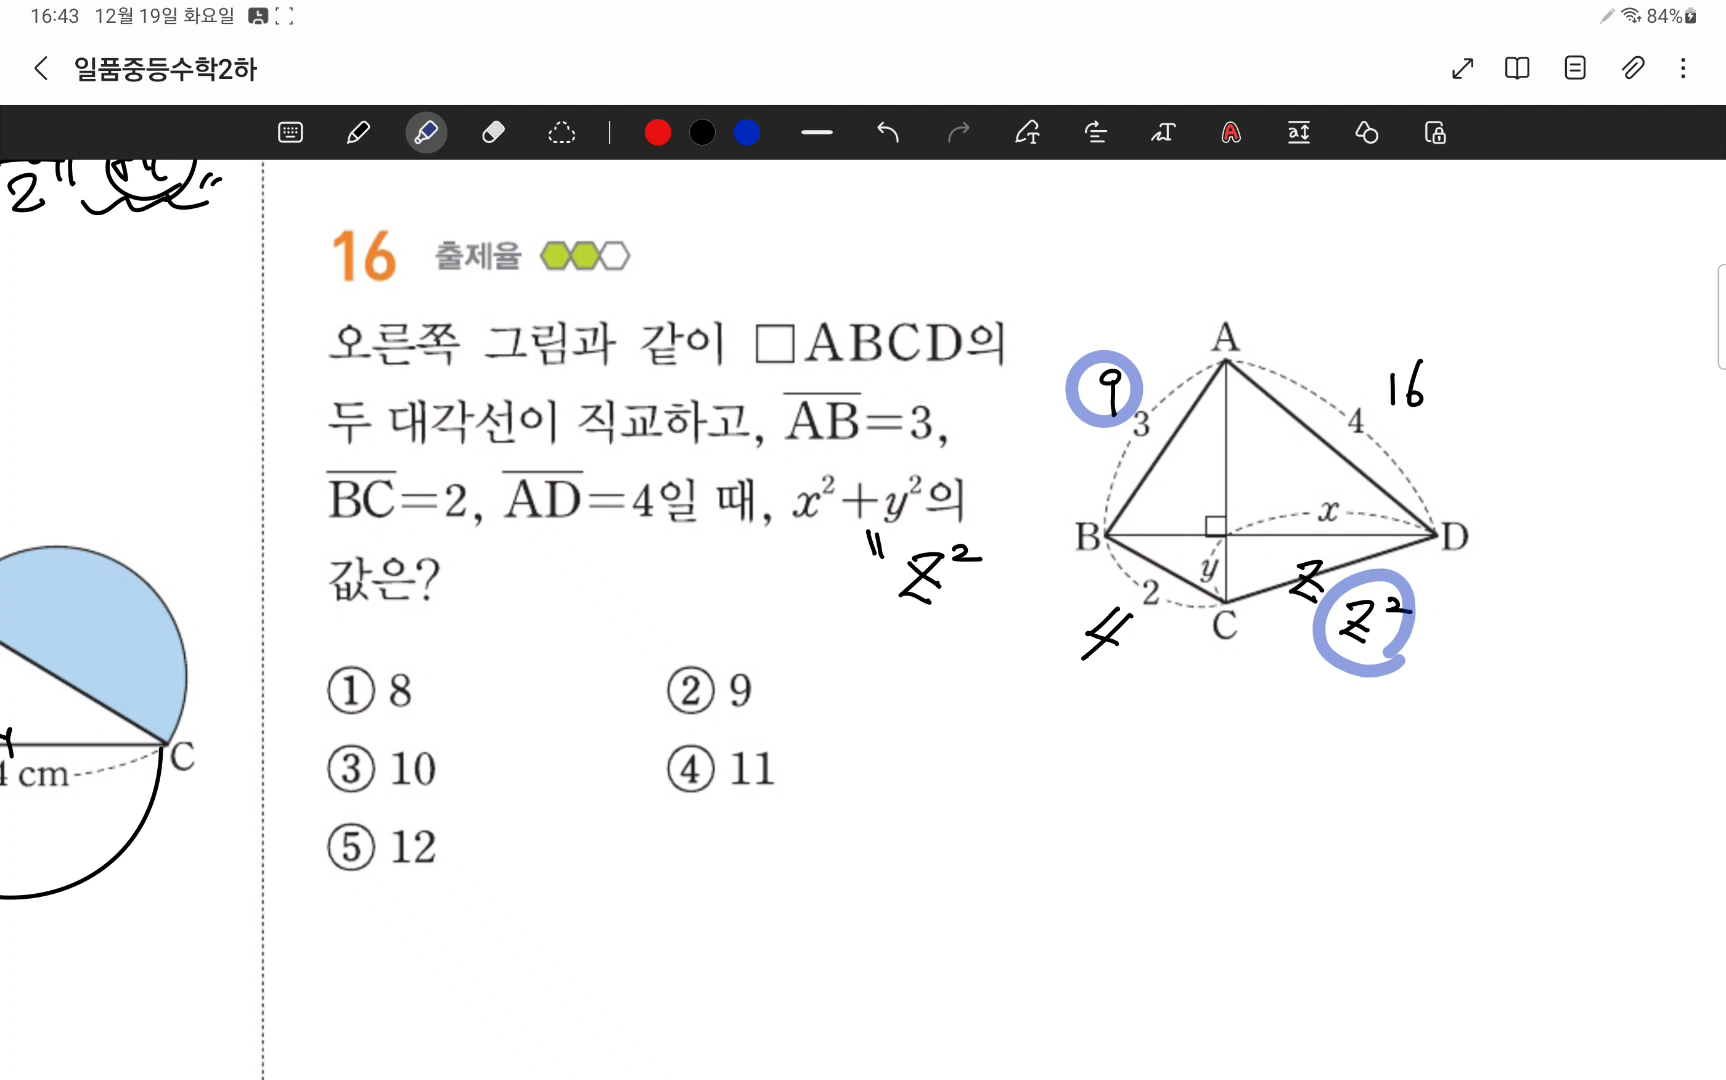 16:43 12월 19일 화요일
84%
일품중등수학2하
2
16 출제율
오른쪽 그림과 같이 □ABCD의
두 대각선이 직교하고, AB=3,
BC=2, AD=4일 때, x²+y²의
" z²
값은?
① 8 ② 9
③ 10 ④ 11
⑤ 12
A
9 16
3 4
x
B D
y z
2 z²
4 C
C
4 cm